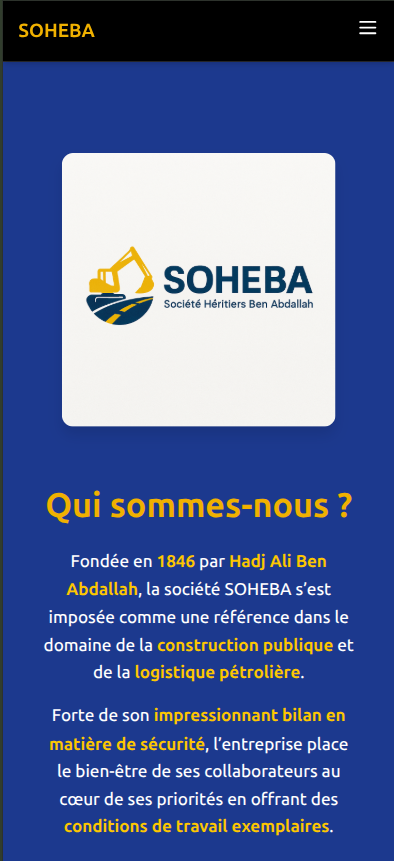 SOHEBA
SOHEBA
Société Héritiers Ben Abdallah
Qui sommes-nous ?
Fondée en 1846 par Hadj Ali Ben
Abdallah, la société SOHEBA s’est
imposée comme une référence dans le
domaine de la construction publique et
de la logistique pétrolière.
Forte de son impressionnant bilan en
matière de sécurité, l’entreprise place
le bien-être de ses collaborateurs au
cœur de ses priorités en offrant des
conditions de travail exemplaires.